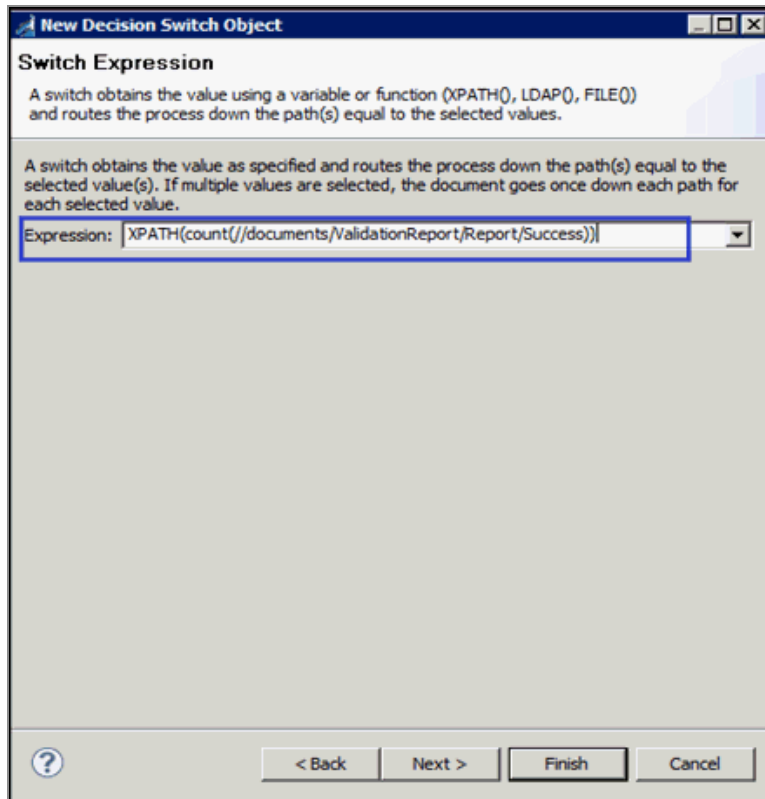 New Decision Switch Object
Switch Expression
A switch obtains the value using a variable or function (XPATH(), LDAP(), FILE())
and routes the process down the path(s) equal to the selected values.
A switch obtains the value as specified and routes the process down the path(s) equal to the
selected value(s). If multiple values are selected, the document goes once down each path for
each selected value.
Expression: XPATH(count(//documents/ValidationReport/Report/Success))
? < Back Next > Finish Cancel